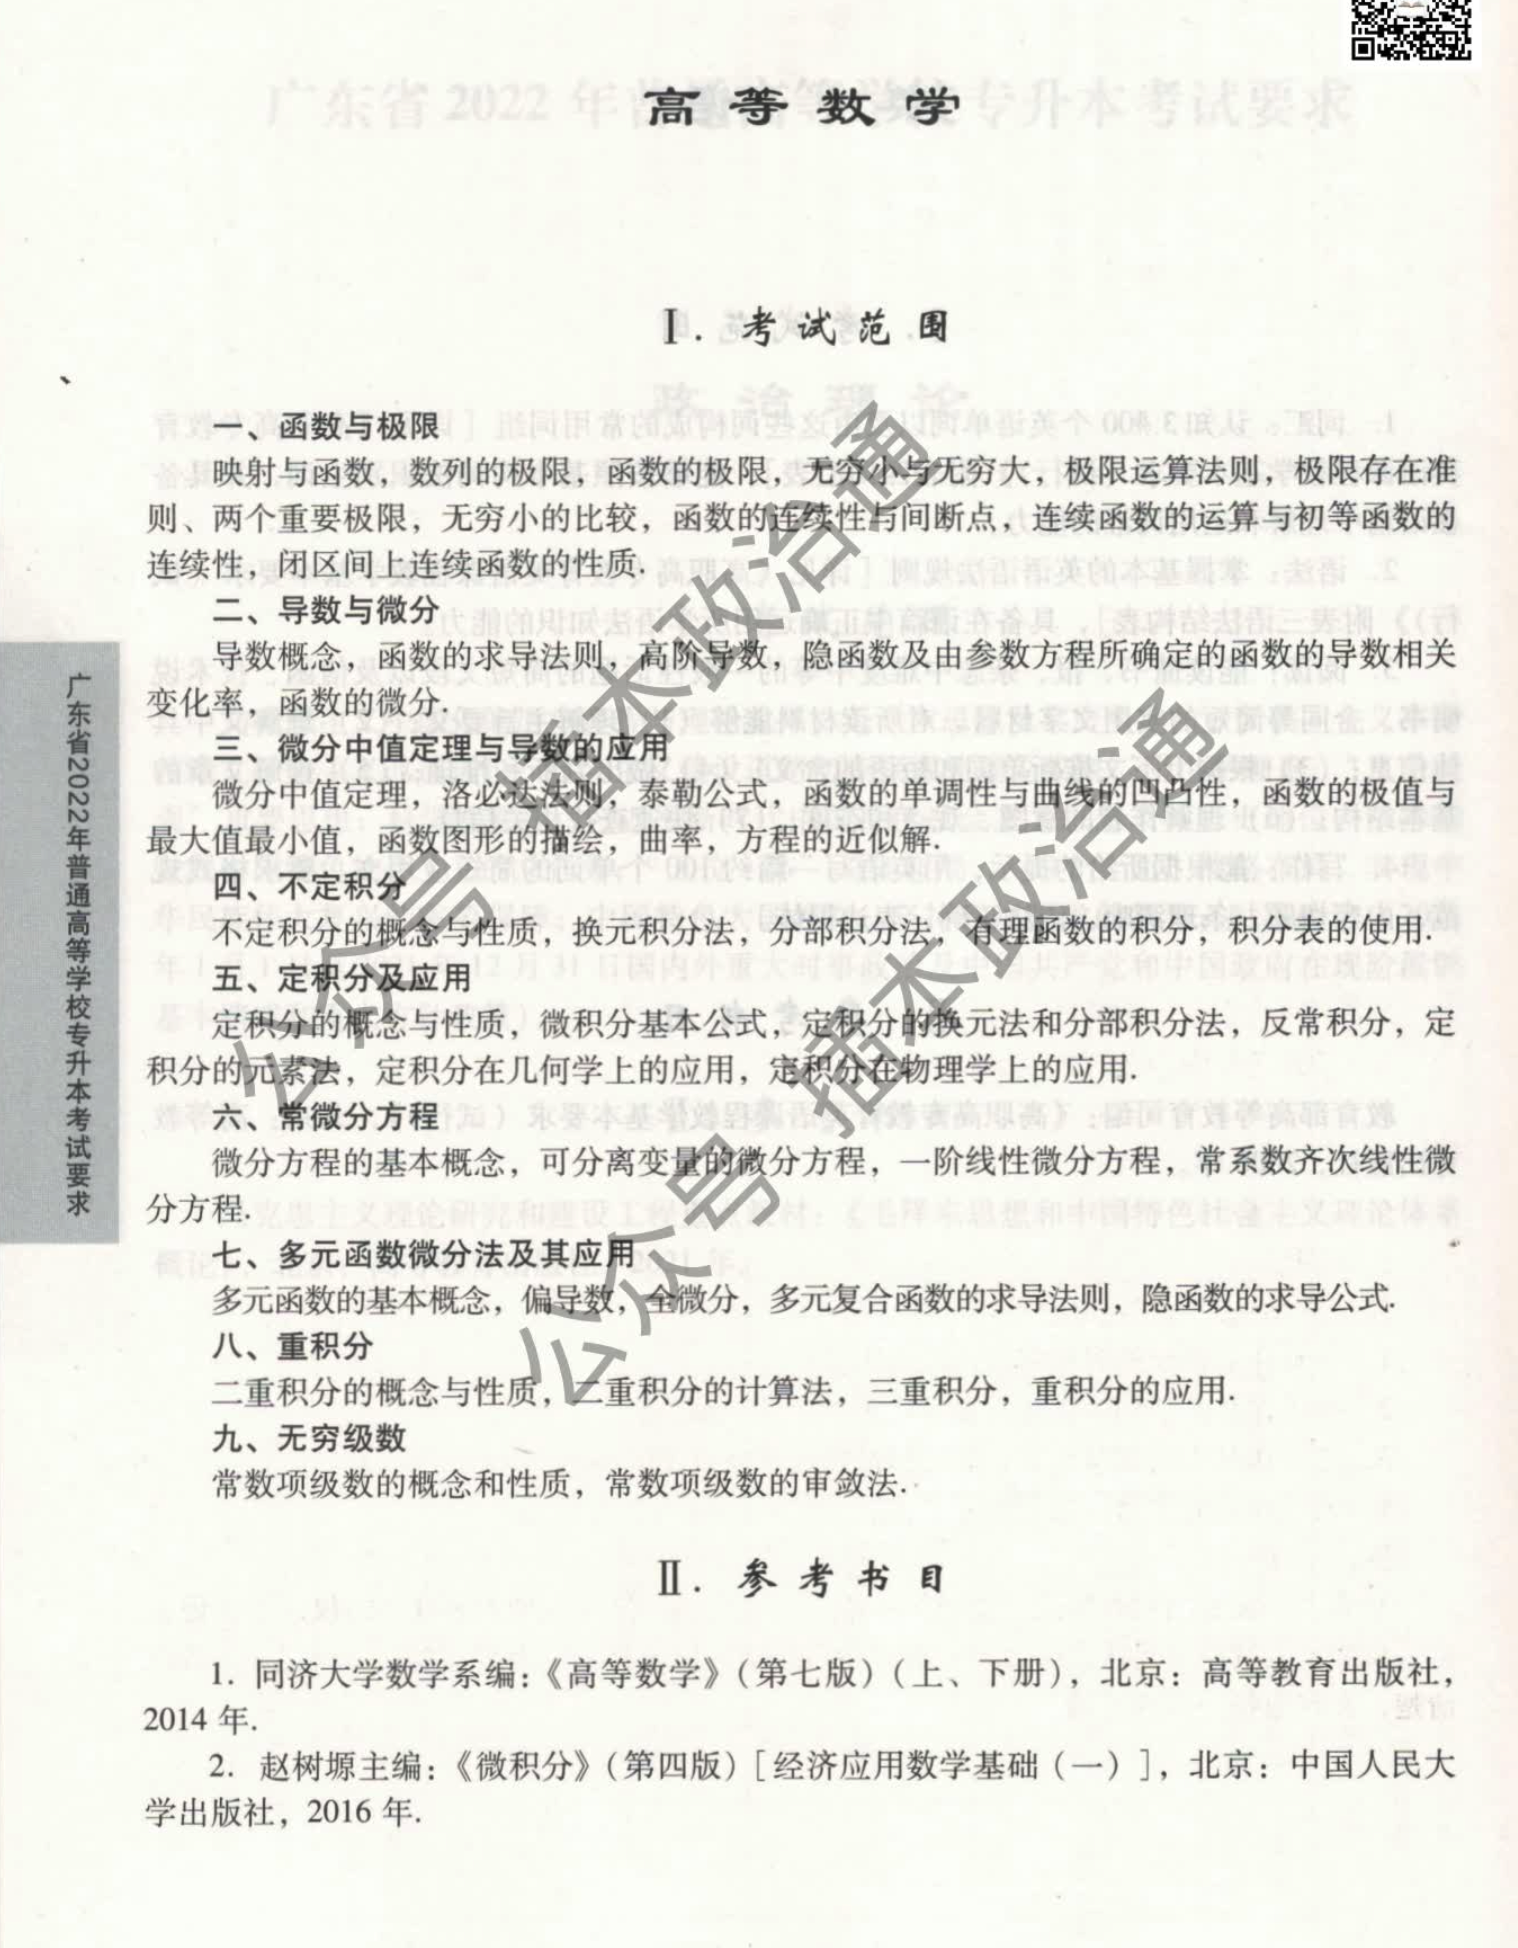 高等数学
Ⅰ. 考试范围
一、函数与极限
映射与函数，数列的极限，函数的极限，无穷小与无穷大，极限运算法则，极限存在准
则、两个重要极限，无穷小的比较，函数的连续性与间断点，连续函数的运算与初等函数的
连续性，闭区间上连续函数的性质.
二、导数与微分
导数概念，函数的求导法则，高阶导数，隐函数及由参数方程所确定的函数的导数相关
变化率，函数的微分.
三、微分中值定理与导数的应用
微分中值定理，洛必达法则，泰勒公式，函数的单调性与曲线的凹凸性，函数的极值与
最大值最小值，函数图形的描绘，曲率，方程的近似解.
四、不定积分
不定积分的概念与性质，换元积分法，分部积分法，有理函数的积分，积分表的使用.
五、定积分及应用
定积分的概念与性质，微积分基本公式，定积分的换元法和分部积分法，反常积分，定
积分的元素法，定积分在几何学上的应用，定积分在物理学上的应用.
六、常微分方程
微分方程的基本概念，可分离变量的微分方程，一阶线性微分方程，常系数齐次线性微
分方程.
七、多元函数微分法及其应用
多元函数的基本概念，偏导数，全微分，多元复合函数的求导法则，隐函数的求导公式.
八、重积分
二重积分的概念与性质，二重积分的计算法，三重积分，重积分的应用.
九、无穷级数
常数项级数的概念和性质，常数项级数的审敛法.
Ⅱ. 参考书目
1. 同济大学数学系编：《高等数学》（第七版）（上、下册），北京：高等教育出版社，
2014 年.
2. 赵树塬主编：《微积分》（第四版）［经济应用数学基础（一）］，北京：中国人民大
学出版社，2016 年.
广东省2022年普通高等学校专升本考试要求
公众号 插本政治通
公众号 插本政治通